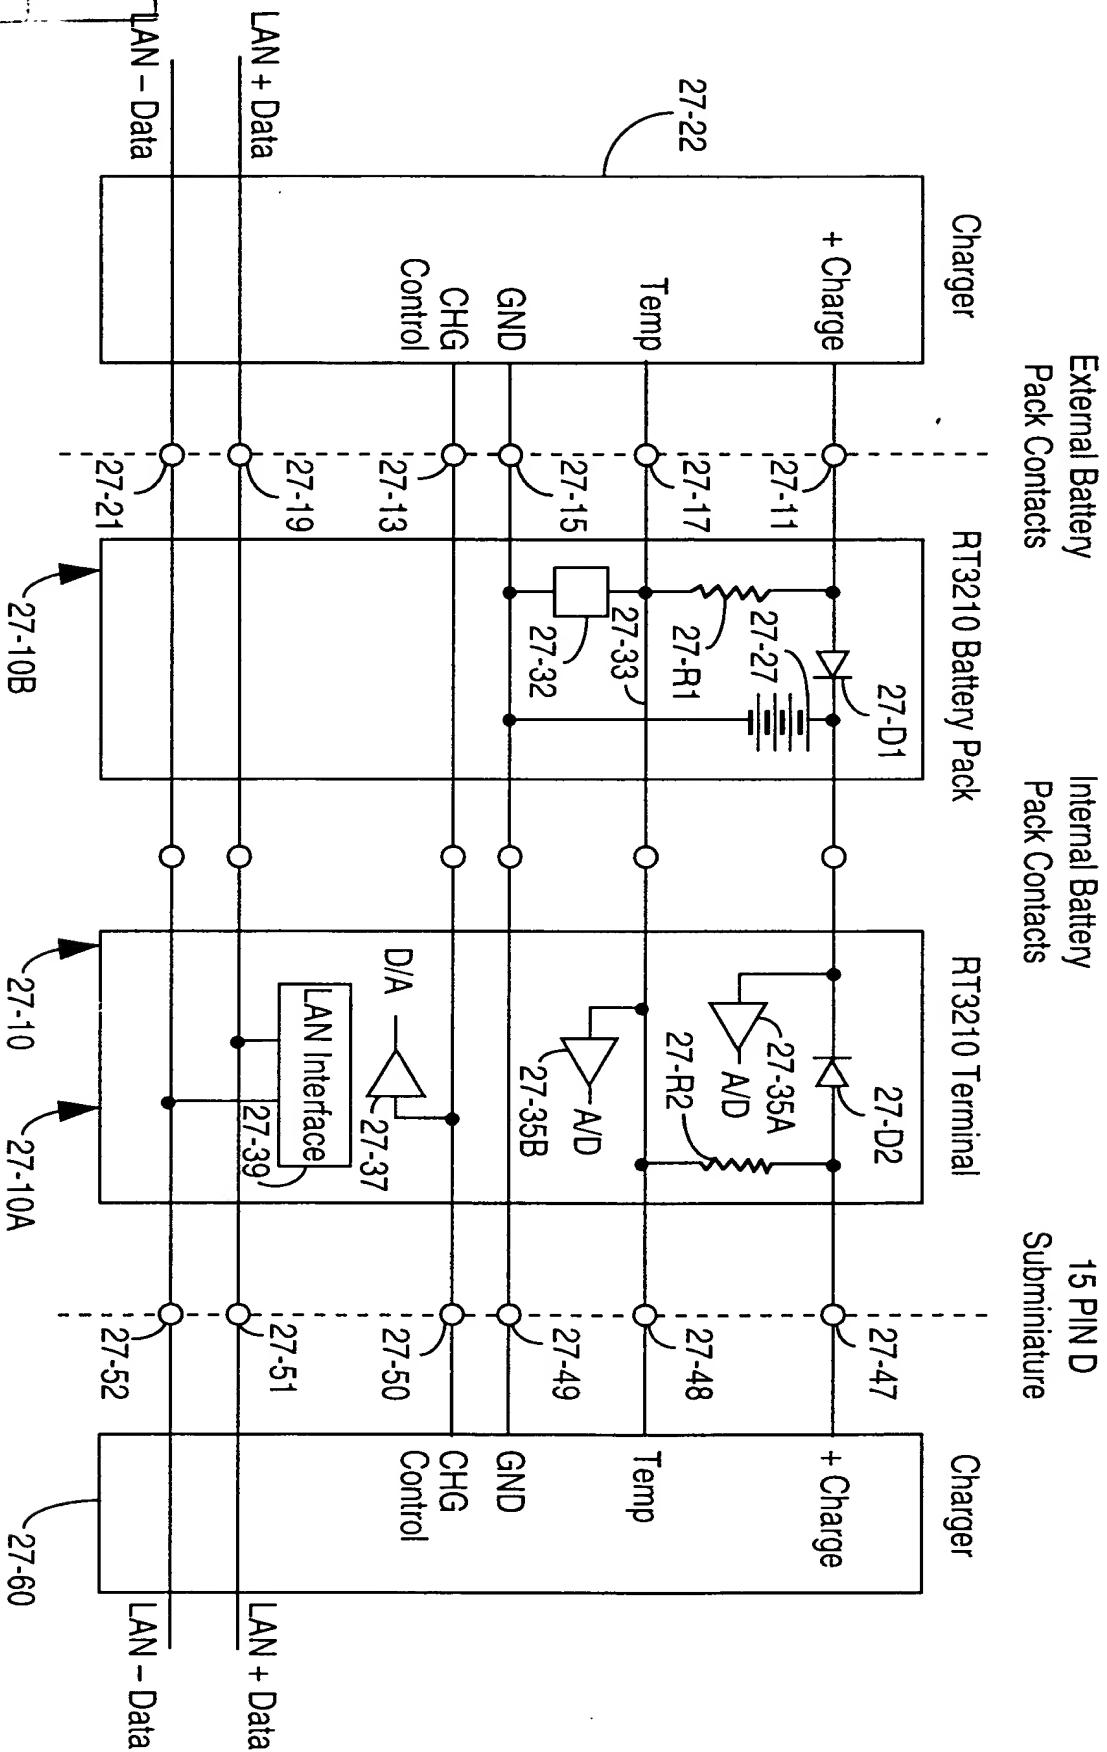 External Battery
Pack Contacts
Internal Battery
Pack Contacts
15 PIN D
Subminiature
Charger
RT3210 Battery Pack
RT3210 Terminal
Charger
27-22
+ Charge
Temp
GND
CHG
Control
LAN + Data
LAN – Data
27-11
27-17
27-15
27-13
27-19
27-21
27-D1
27-27
27-R1
27-33
27-32
27-10B
27-D2
27-35A
A/D
27-R2
A/D
27-35B
D/A
27-37
LAN Interface
27-39
27-10
27-10A
27-47
27-48
27-49
27-50
27-51
27-52
+ Charge
Temp
GND
CHG
Control
27-60
LAN + Data
LAN – Data